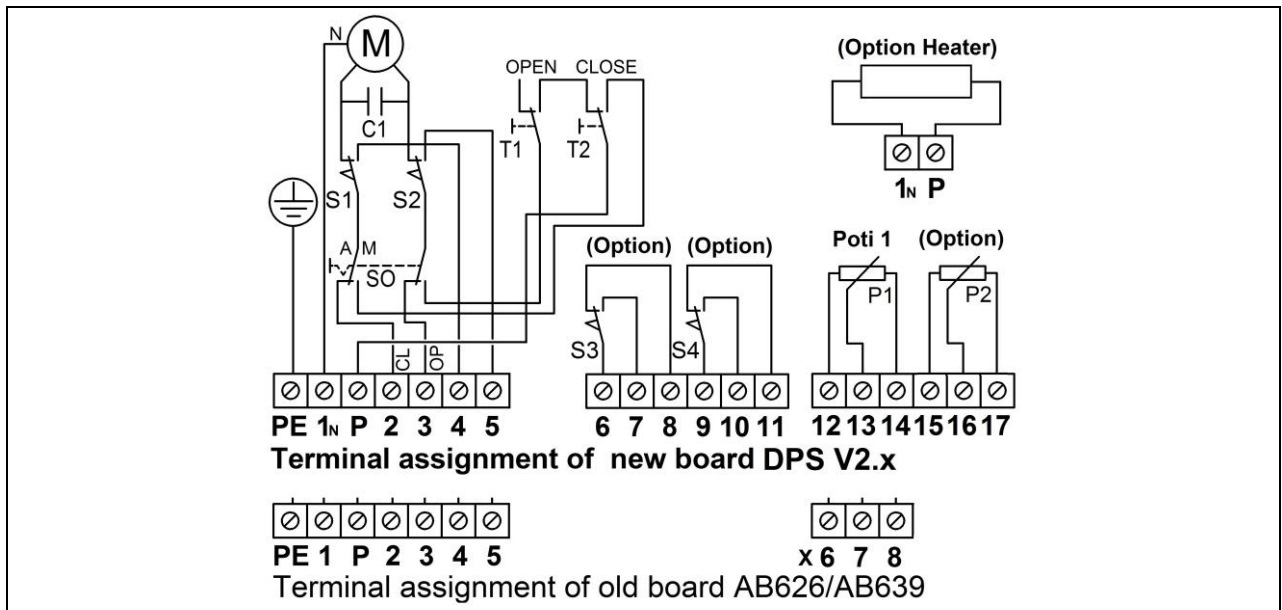 N M (Option Heater)
OPEN CLOSE
C1 T1 T2
1N P
S1 S2
(Option) (Option) Poti 1 (Option)
A M
SO P1 P2
S3 S4
CL OP
PE 1N P 2 3 4 5 6 7 8 9 10 11 12 13 14 15 16 17
Terminal assignment of new board DPS V2.x
PE 1 P 2 3 4 5 x 6 7 8
Terminal assignment of old board AB626/AB639